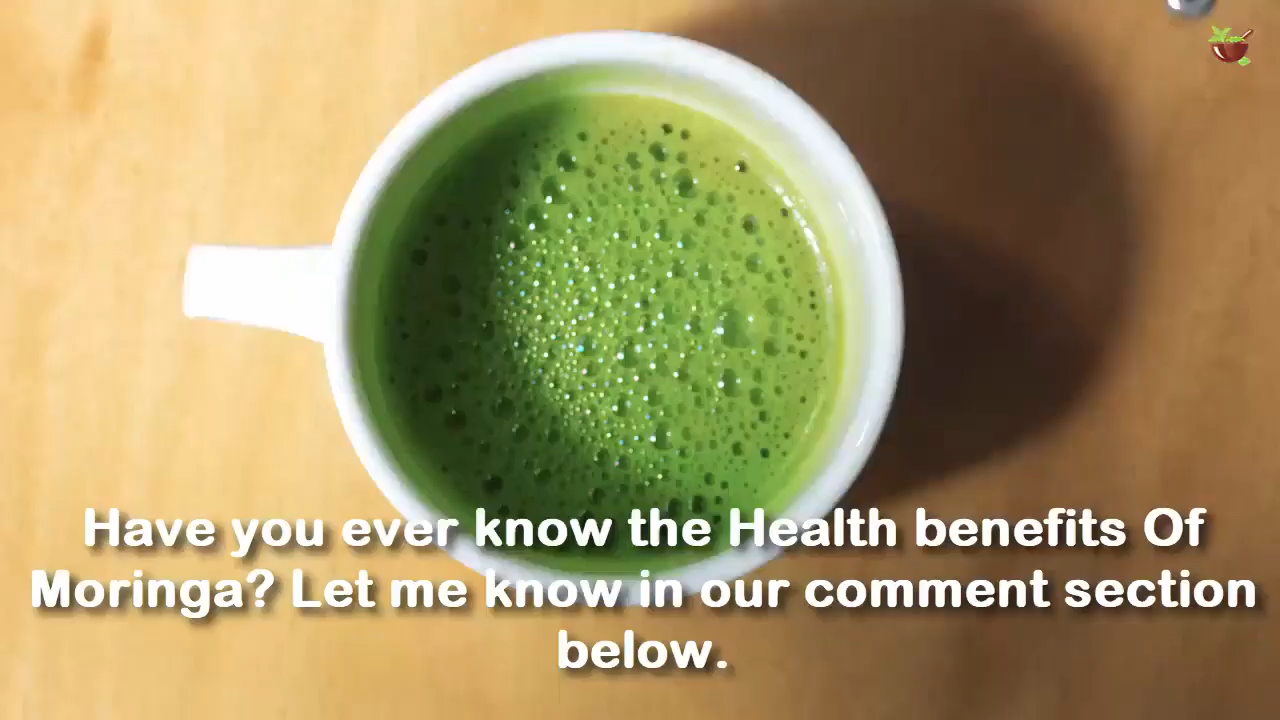 Have you ever know the Health benefits Of
Moringa? Let me know in our comment section
below.